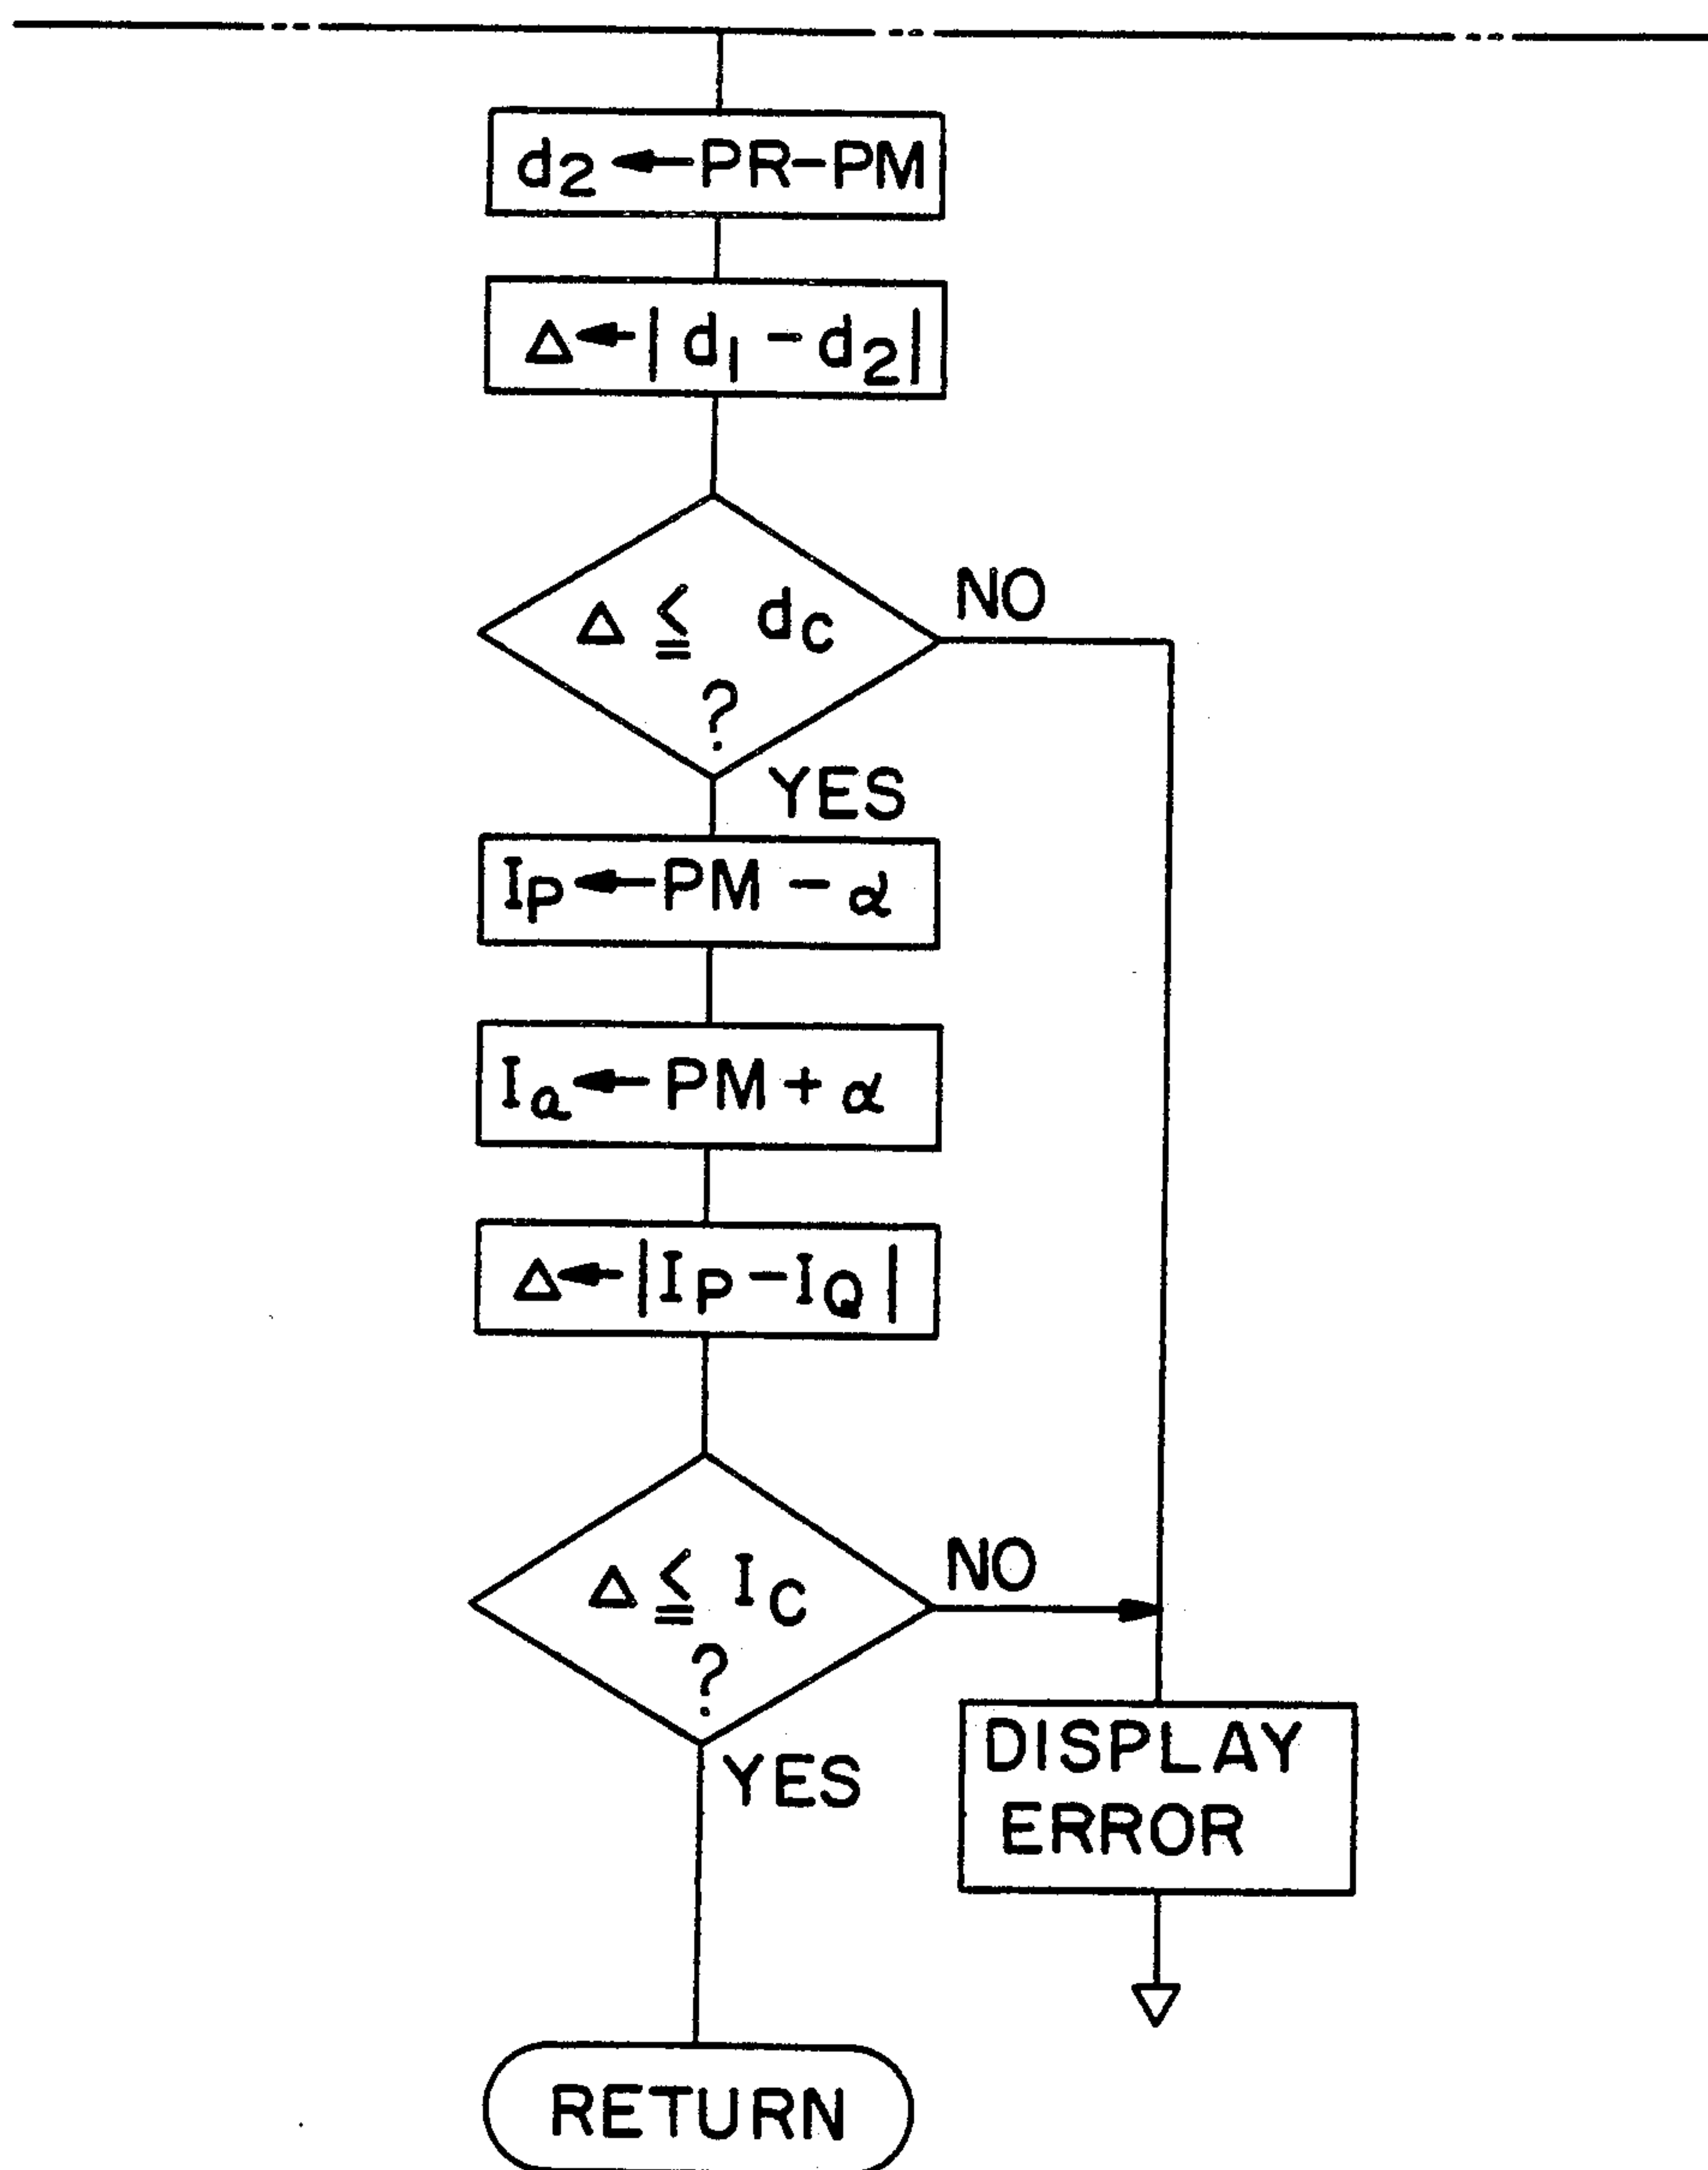 d2 ← PR-PM
Δ ← | d1 - d2 |
Δ ≦ dC
?
NO
YES
IP ← PM - α
Ia ← PM + α
Δ ← | IP - IQ |
Δ ≦ IC
?
NO
YES
DISPLAY
ERROR
RETURN